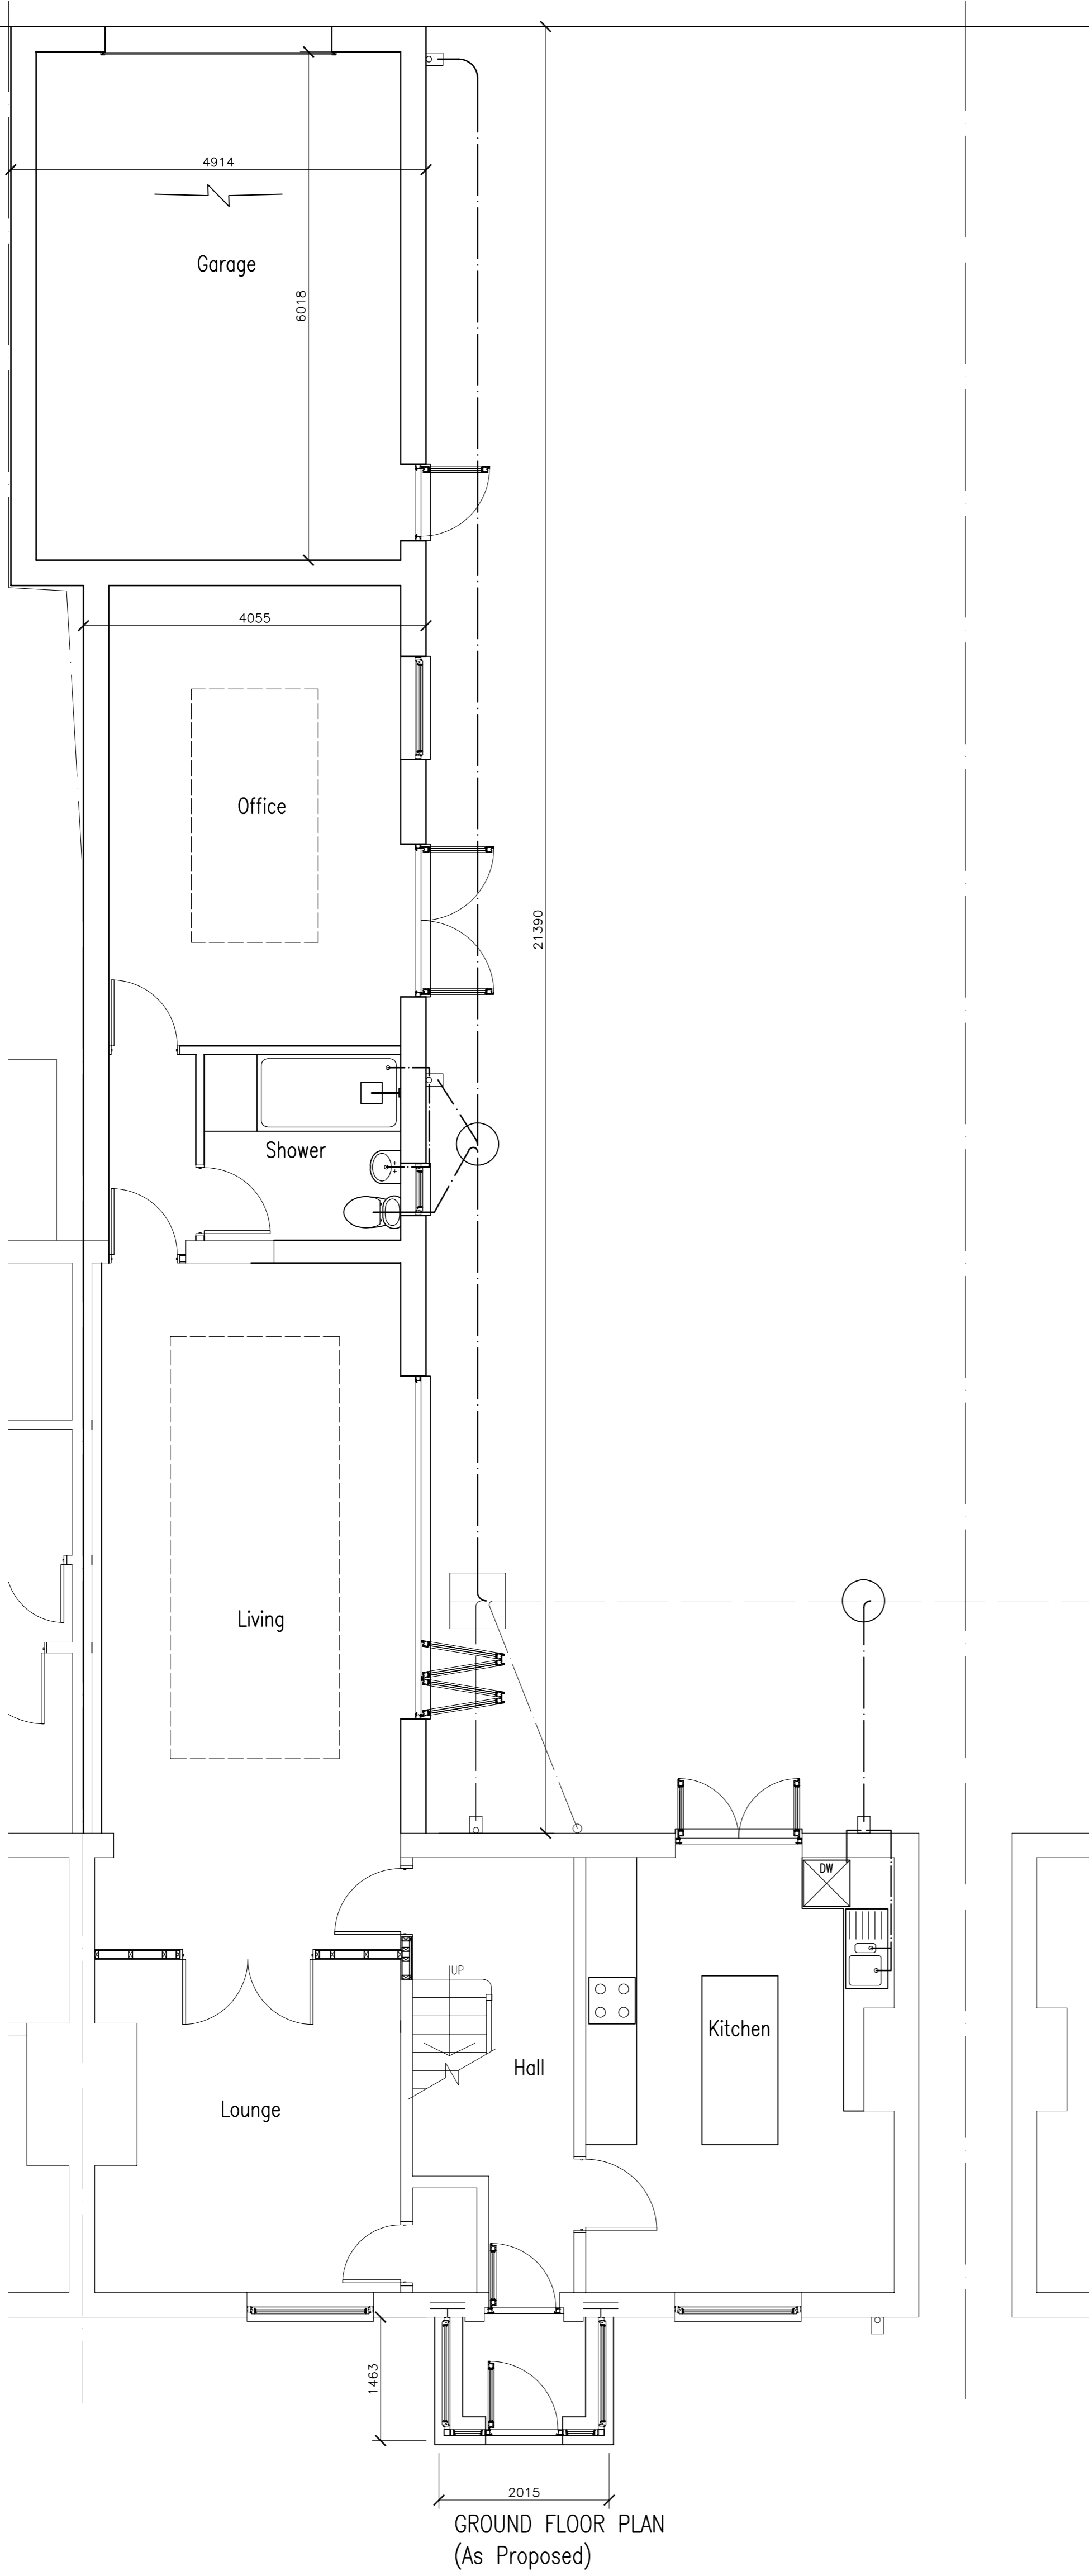 4914
Garage
6018
4055
Office
21390
Shower
Living
DW
UP
Kitchen
Hall
Lounge
1463
2015
GROUND FLOOR PLAN
(As Proposed)